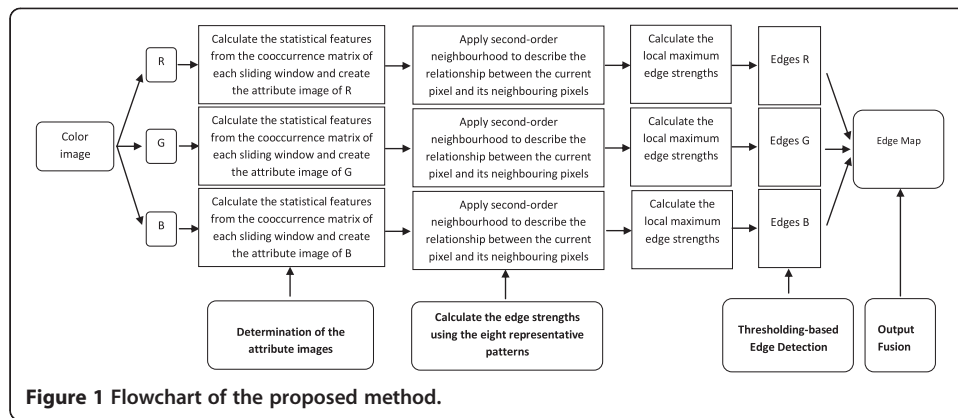 R
Calculate the statistical features
from the cooccurrence matrix of
each sliding window and create
the attribute image of R
Apply second-order
neighbourhood to describe the
relationship between the current
pixel and its neighbouring pixels
Calculate the
local maximum
edge strengths
Edges R
Color
image
G
Calculate the statistical features
from the cooccurrence matrix of
each sliding window and create
the attribute image of G
Apply second-order
neighbourhood to describe the
relationship between the current
pixel and its neighbouring pixels
Calculate the
local maximum
edge strengths
Edges G
Edge Map
B
Calculate the statistical features
from the cooccurrence matrix of
each sliding window and create
the attribute image of B
Apply second-order
neighbourhood to describe the
relationship between the current
pixel and its neighbouring pixels
Calculate the
local maximum
edge strengths
Edges B
Determination of the
attribute images
Calculate the edge strengths
using the eight representative
patterns
Thresholding-based
Edge Detection
Output
Fusion
Figure 1 Flowchart of the proposed method.